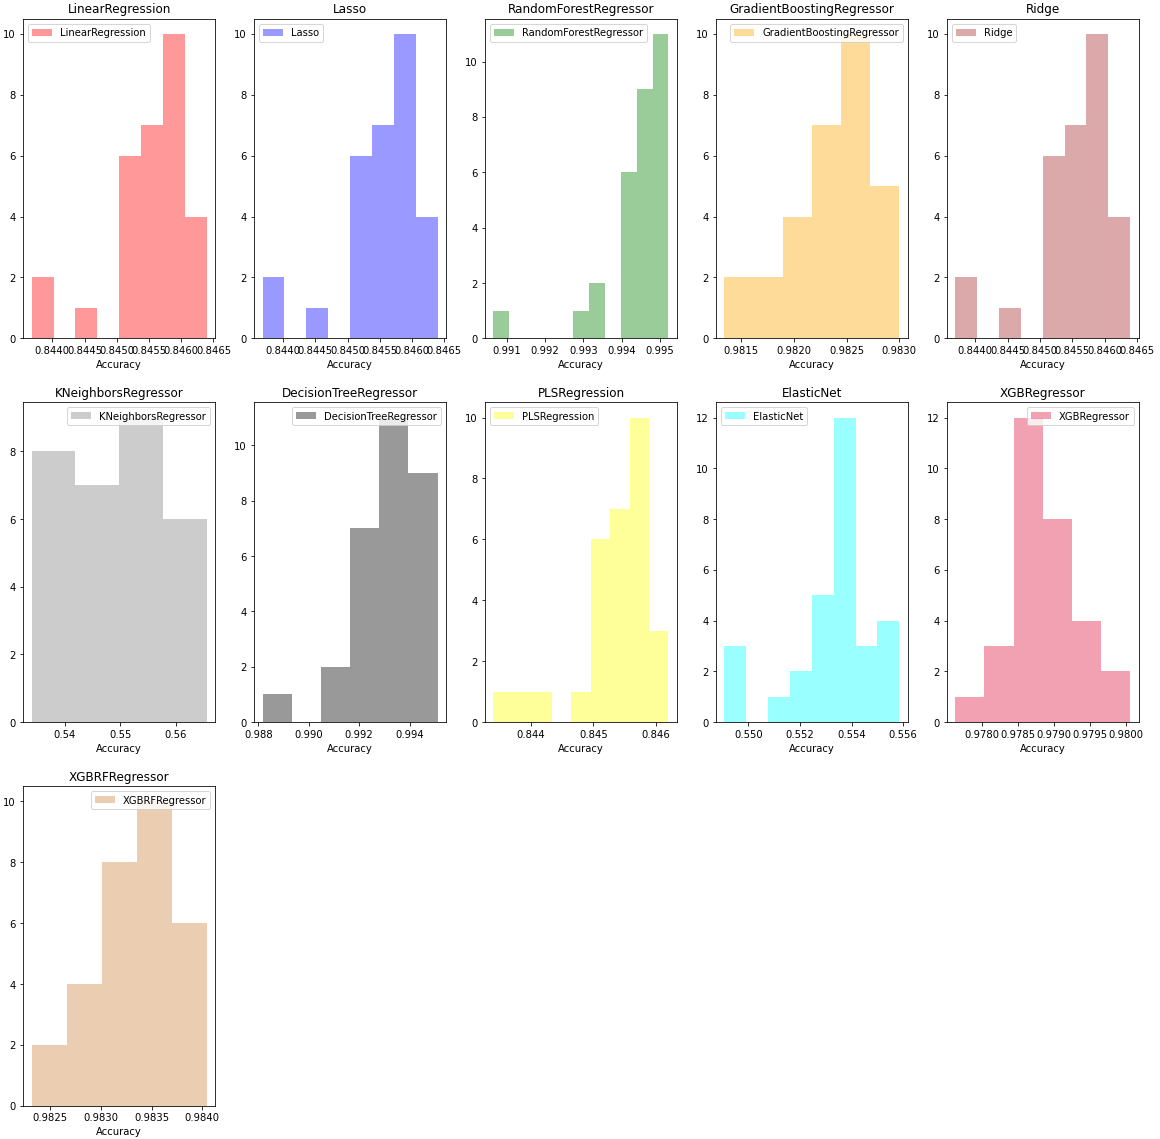 LinearRegression
LinearRegression
10
8
6
4
2
0
0.8440 0.8445 0.8450 0.8455 0.8460 0.8465
Accuracy
Lasso
Lasso
10
8
6
4
2
0
0.8440 0.8445 0.8450 0.8455 0.8460 0.8465
Accuracy
RandomForestRegressor
RandomForestRegressor
10
8
6
4
2
0
0.991 0.992 0.993 0.994 0.995
Accuracy
GradientBoostingRegressor
GradientBoostingRegressor
10
8
6
4
2
0
0.9815 0.9820 0.9825 0.9830
Accuracy
Ridge
Ridge
10
8
6
4
2
0
0.8440 0.8445 0.8450 0.8455 0.8460 0.8465
Accuracy
KNeighborsRegressor
KNeighborsRegressor
8
6
4
2
0
0.54 0.55 0.56
Accuracy
DecisionTreeRegressor
DecisionTreeRegressor
10
8
6
4
2
0
0.988 0.990 0.992 0.994
Accuracy
PLSRegression
PLSRegression
10
8
6
4
2
0
0.844 0.845 0.846
Accuracy
ElasticNet
ElasticNet
12
10
8
6
4
2
0
0.550 0.552 0.554 0.556
Accuracy
XGBRegressor
XGBRegressor
12
10
8
6
4
2
0
0.9780 0.9785 0.9790 0.9795 0.9800
Accuracy
XGBRFRegressor
XGBRFRegressor
10
8
6
4
2
0
0.9825 0.9830 0.9835 0.9840
Accuracy